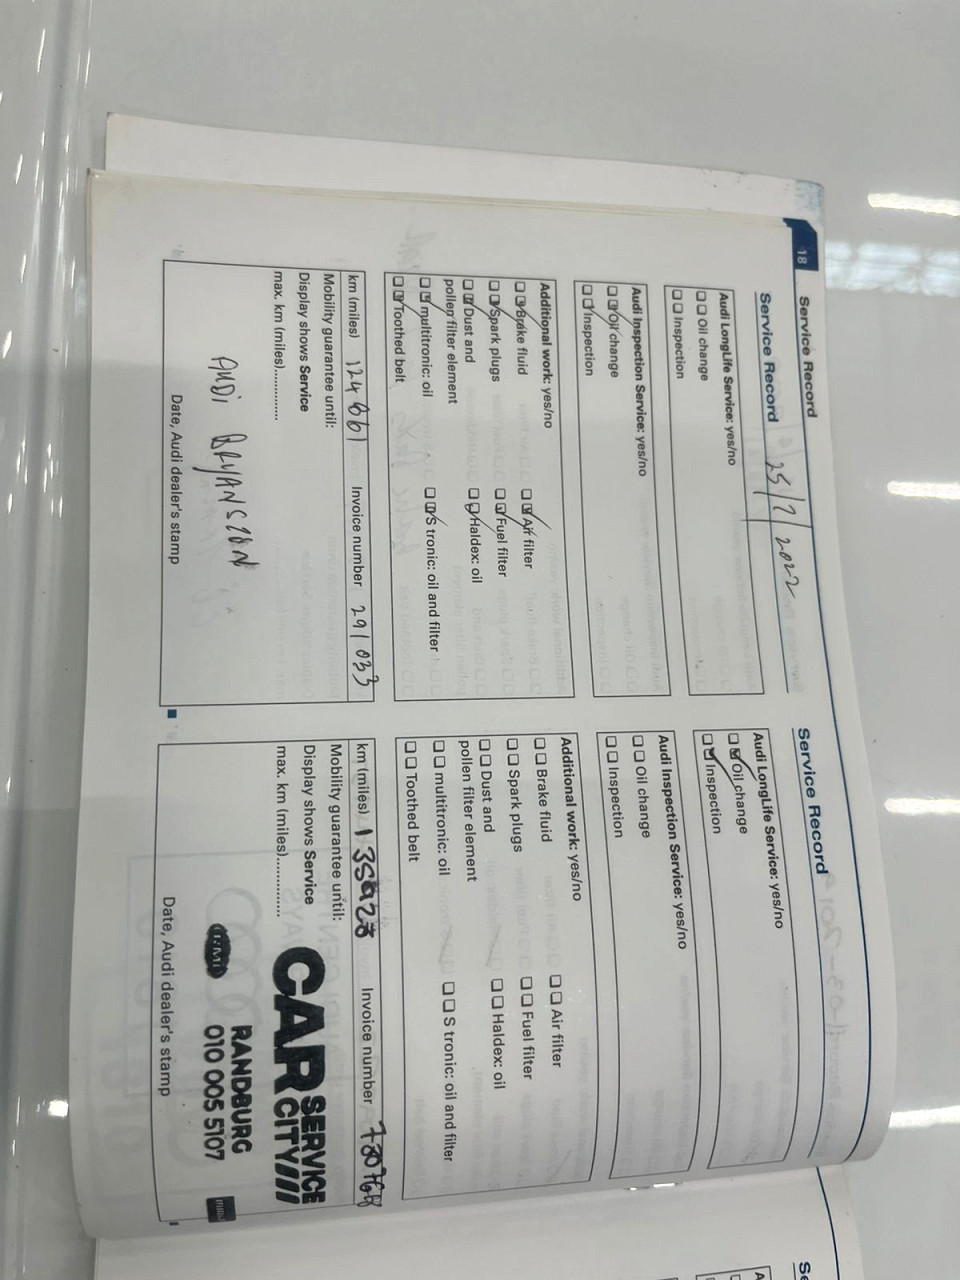 18
Service Record
Service Record 25/7/2022
Audi LongLife Service: yes/no
Oil change
Inspection
Audi Inspection Service: yes/no
Oil change
Inspection
Additional work: yes/no
Brake fluid
Air filter
Spark plugs
Fuel filter
Dust and
pollen filter element
Haldex: oil
multitronic: oil
S tronic: oil and filter
Toothed belt
km (miles) 124 661 Invoice number 291033
Mobility guarantee until:
Display shows Service
max. km (miles)..............
AUDI BRYANSTON
Date, Audi dealer's stamp
Service Record
Audi LongLife Service: yes/no
Oil change
Inspection
Audi Inspection Service: yes/no
Oil change
Inspection
Additional work: yes/no
Brake fluid
Air filter
Spark plugs
Fuel filter
Dust and
pollen filter element
Haldex: oil
multitronic: oil
S tronic: oil and filter
Toothed belt
km (miles) 135923 Invoice number
Mobility guarantee until:
Display shows Service
max. km (miles)..............
CAR SERVICE CITY
RMI
RANDBURG
010 005 5107
Date, Audi dealer's stamp